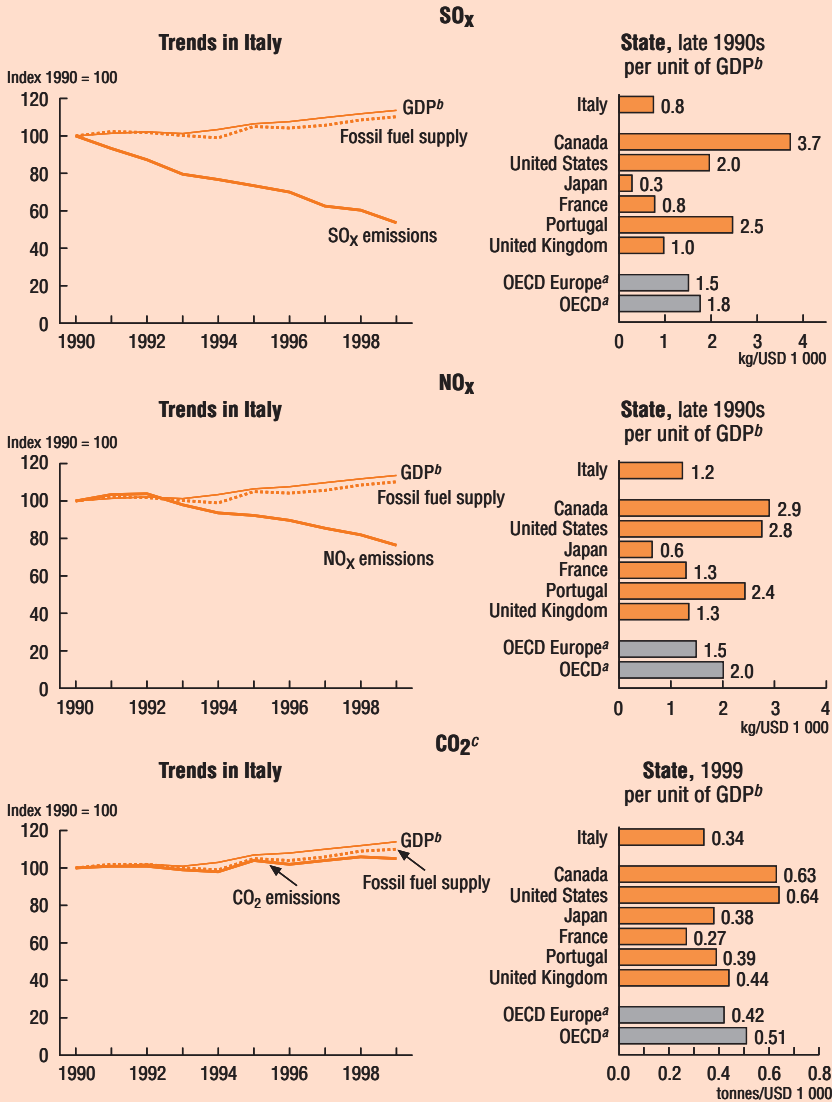 SOX
Trends in Italy
Index 1990 = 100
120
100
80
60
40
20
0
GDPb
Fossil fuel supply
SOX emissions
1990 1992 1994 1996 1998
State, late 1990s
per unit of GDPb
Italy 0.8
Canada 3.7
United States 2.0
Japan 0.3
France 0.8
Portugal 2.5
United Kingdom 1.0
OECD Europea 1.5
OECDa 1.8
0 1 2 3 4
kg/USD 1 000
NOX
Trends in Italy
Index 1990 = 100
120
100
80
60
40
20
0
GDPb
Fossil fuel supply
NOX emissions
1990 1992 1994 1996 1998
State, late 1990s
per unit of GDPb
Italy 1.2
Canada 2.9
United States 2.8
Japan 0.6
France 1.3
Portugal 2.4
United Kingdom 1.3
OECD Europea 1.5
OECDa 2.0
0 1 2 3 4
kg/USD 1 000
CO2c
Trends in Italy
Index 1990 = 100
120
100
80
60
40
20
0
GDPb
Fossil fuel supply
CO2 emissions
1990 1992 1994 1996 1998
State, 1999
per unit of GDPb
Italy 0.34
Canada 0.63
United States 0.64
Japan 0.38
France 0.27
Portugal 0.39
United Kingdom 0.44
OECD Europea 0.42
OECDa 0.51
0.0 0.2 0.4 0.6 0.8
tonnes/USD 1 000